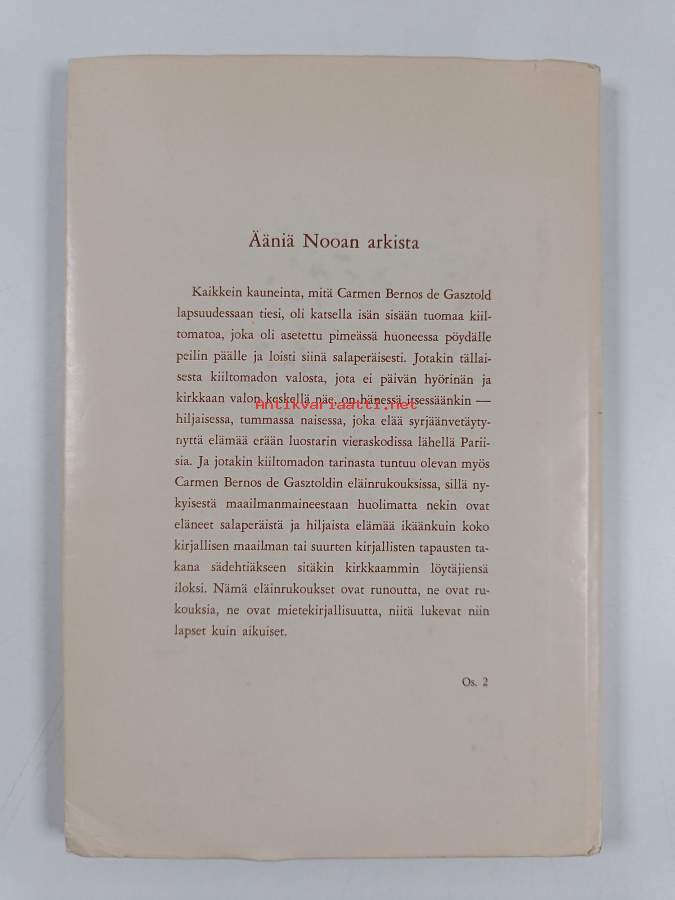 Ääniä Nooan arkista
Kaikkein kauneinta, mitä Carmen Bernos de Gasztold
lapsuudessaan tiesi, oli katsella isän sisään tuomaa kiil-
tomatoa, joka oli asetettu pimeässä huoneessa pöydälle
peilin päälle ja loisti siinä salaperäisesti. Jotakin tällai-
sesta kiiltomadon valosta, jota ei päivän hyörinän ja
kirkkaan valon keskellä näe, on hänessä itsessäänkin —
Antikvariaatti.net
hiljaisessa, tummassa naisessa, joka elää syrjäänvetäyty-
nyttä elämää erään luostarin vieraskodissa lähellä Parii-
sia. Ja jotakin kiiltomadon tarinasta tuntuu olevan myös
Carmen Bernos de Gasztoldin eläinrukouksissa, sillä ny-
kyisestä maailmanmaineestaan huolimatta nekin ovat
eläneet salaperäistä ja hiljaista elämää ikäänkuin koko
kirjallisen maailman tai suurten kirjallisten tapausten ta-
kana sädehtiäkseen sitäkin kirkkaammin löytäjiensä
iloksi. Nämä eläinrukoukset ovat runoutta, ne ovat ru-
kouksia, ne ovat mietekirjallisuutta, niitä lukevat niin
lapset kuin aikuiset.
Os. 2